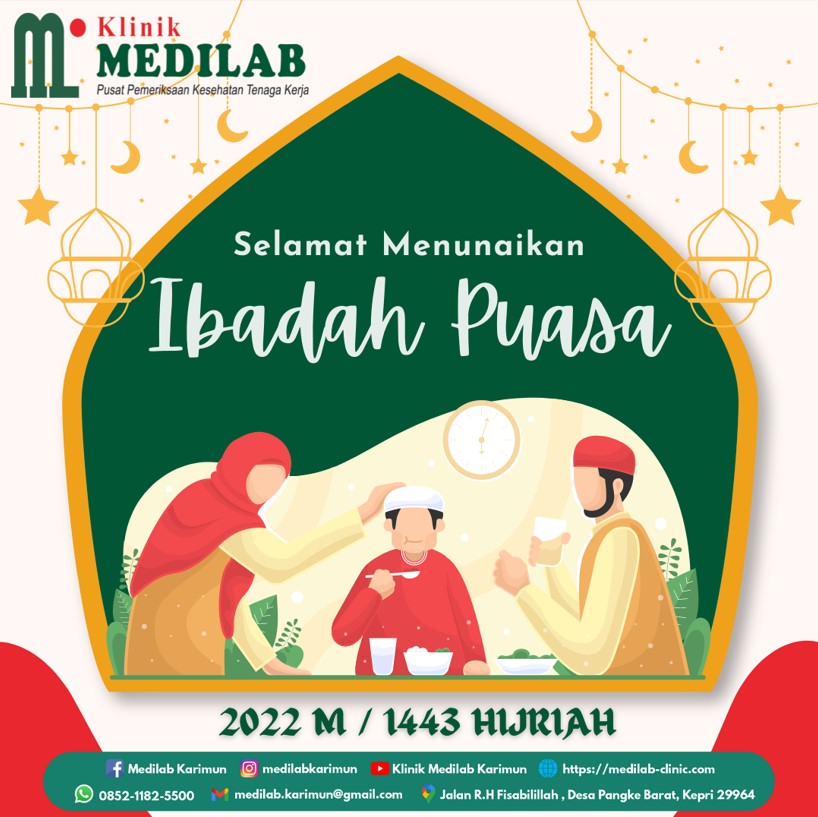 Klinik
MEDILAB
Pusat Pemeriksaan Kesehatan Tenaga Kerja
Selamat Menunaikan
Ibadah Puasa
2022 M / 1443 HIJRIAH
Medilab Karimun medilabkarimun Klinik Medilab Karimun https://medilab-clinic.com
0852-1182-5500 medilab.karimun@gmail.com Jalan R.H Fisabilillah , Desa Pangke Barat, Kepri 29964